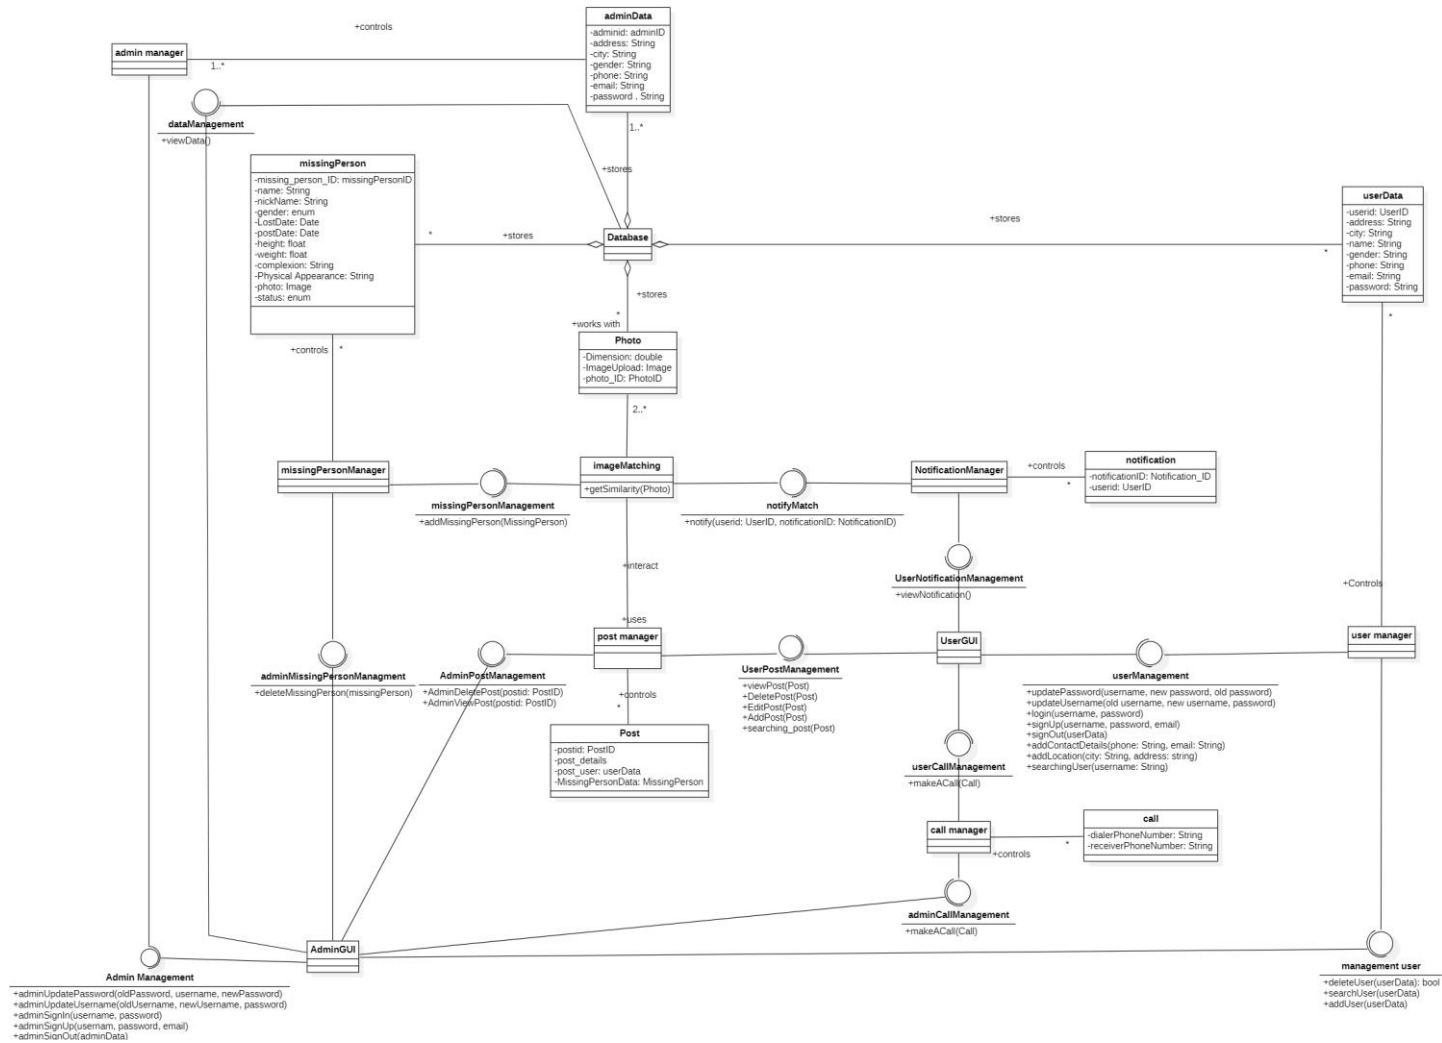 +controls
adminData
-adminid: adminID
-address: String
-city: String
-gender: String
-phone: String
-email: String
-password . String
admin manager
1..*
dataManagement
+viewData()
1..*
+stores
missingPerson
-missing_person_ID: missingPersonID
-name: String
-nickName: String
-gender: enum
-LostDate: Date
-postDate: Date
-height: float
-weight: float
-complexion: String
-Physical Appearance: String
-photo: Image
-status: enum
*
+stores
Database
+stores
*
userData
-userid: UserID
-address: String
-city: String
-name: String
-gender: String
-phone: String
-email: String
-password: String
*
+stores
*
+works with
Photo
-Dimension: double
-ImageUpload: Image
-photo_ID: PhotoID
2..*
+controls
*
missingPersonManager
missingPersonManagement
+addMissingPerson(MissingPerson)
imageMatching
+getSimilarity(Photo)
notifyMatch
+notify(userid: UserID, notificationID: NotificationID)
NotificationManager
+controls
*
notification
-notificationID: Notification_ID
-userid: UserID
+interact
UserNotificationManagement
+viewNotification()
+Controls
+uses
post manager
UserGUI
user manager
adminMissingPersonManagment
+deleteMissingPerson(missingPerson)
AdminPostManagement
+AdminDeletePost(postid: PostID)
+AdminViewPost(postid: PostID)
UserPostManagement
+viewPost(Post)
+DeletePost(Post)
+EditPost(Post)
+AddPost(Post)
+searching_post(Post)
userManagement
+updatePassword(username, new password, old password)
+updateUsername(old username, new username, password)
+login(username, password)
+signUp(username, password, email)
+signOut(userData)
+addContactDetails(phone: String, email: String)
+addLocation(city: String, address: string)
+searchingUser(username: String)
+controls
*
Post
-postid: PostID
-post_details
-post_user: userData
-MissingPersonData: MissingPerson
userCallManagement
+makeACall(Call)
call manager
+controls
*
call
-dialerPhoneNumber: String
-receiverPhoneNumber: String
adminCallManagement
+makeACall(Call)
AdminGUI
Admin Management
+adminUpdatePassword(oldPassword, username, newPassword)
+adminUpdateUsername(oldUsername, newUsername, password)
+adminSignIn(username, password)
+adminSignUp(usernam, password, email)
+adminSignOut(adminData)
management user
+deleteUser(userData): bool
+searchUser(userData)
+addUser(userData)